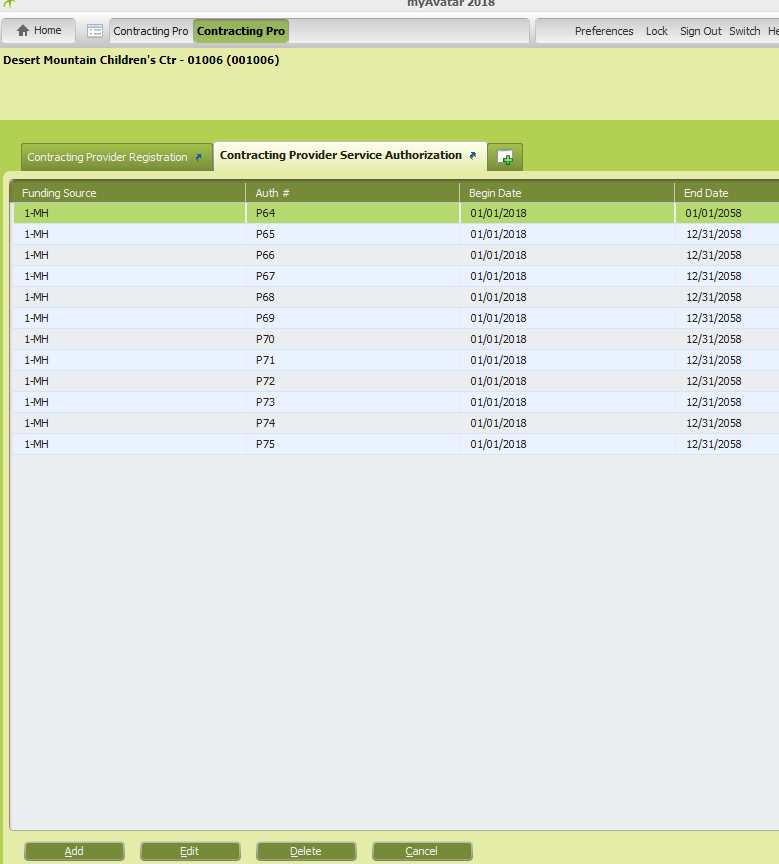 myAvatar 2018
Home Contracting Pro Contracting Pro Preferences Lock Sign Out Switch
Desert Mountain Children's Ctr - 01006 (001006)
Contracting Provider Registration Contracting Provider Service Authorization
Funding Source Auth # Begin Date End Date
1-MH P64 01/01/2018 01/01/2058
1-MH P65 01/01/2018 12/31/2058
1-MH P66 01/01/2018 12/31/2058
1-MH P67 01/01/2018 12/31/2058
1-MH P68 01/01/2018 12/31/2058
1-MH P69 01/01/2018 12/31/2058
1-MH P70 01/01/2018 12/31/2058
1-MH P71 01/01/2018 12/31/2058
1-MH P72 01/01/2018 12/31/2058
1-MH P73 01/01/2018 12/31/2058
1-MH P74 01/01/2018 12/31/2058
1-MH P75 01/01/2018 12/31/2058
Add Edit Delete Cancel